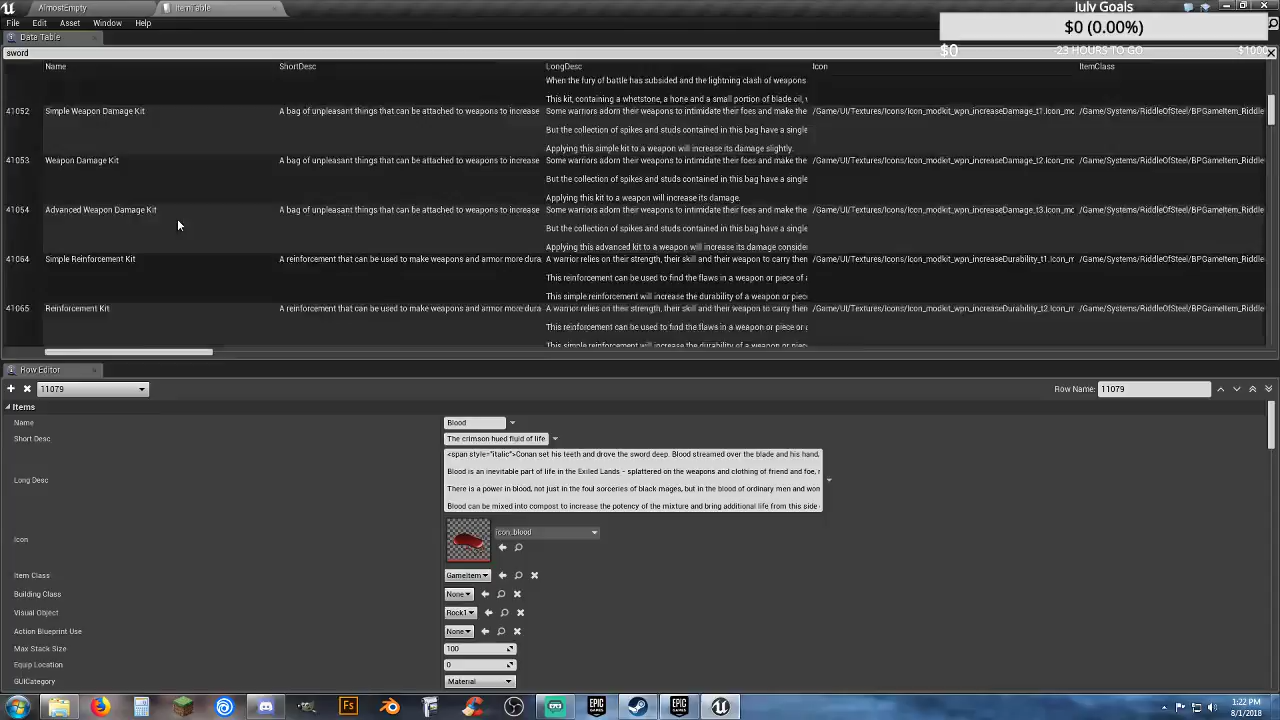 AlmostEmpty
ItemTable
July Goals
File Edit Asset Window Help
$0 (0.00%)
Data Table
$0 -23 HOURS TO GO $1000
sword
Name ShortDesc LongDesc Icon ItemClass
When the fury of battle has subsided and the lightning clash of weapons
This kit, containing a whetstone, a hone and a small portion of blade oil,
41052 Simple Weapon Damage Kit A bag of unpleasant things that can be attached to weapons to increase Some warriors adorn their weapons to intimidate their foes and make the /Game/UI/Textures/Icons/Icon_modkit_wpn_increaseDamage_t1.Icon_mc /Game/Systems/RiddleOfSteel/BPGameItem_Riddle
But the collection of spikes and studs contained in this bag have a single
Applying this simple kit to a weapon will increase its damage slightly.
41053 Weapon Damage Kit A bag of unpleasant things that can be attached to weapons to increase Some warriors adorn their weapons to intimidate their foes and make the /Game/UI/Textures/Icons/Icon_modkit_wpn_increaseDamage_t2.Icon_mc /Game/Systems/RiddleOfSteel/BPGameItem_Riddle
But the collection of spikes and studs contained in this bag have a single
Applying this kit to a weapon will increase its damage.
41054 Advanced Weapon Damage Kit A bag of unpleasant things that can be attached to weapons to increase Some warriors adorn their weapons to intimidate their foes and make the /Game/UI/Textures/Icons/Icon_modkit_wpn_increaseDamage_t3.Icon_mc /Game/Systems/RiddleOfSteel/BPGameItem_Riddle
But the collection of spikes and studs contained in this bag have a single
Applying this advanced kit to a weapon will increase its damage consider
41064 Simple Reinforcement Kit A reinforcement that can be used to make weapons and armor more dura A warrior relies on their strength, their skill and their weapon to carry then /Game/UI/Textures/Icons/Icon_modkit_wpn_increaseDurability_t1.Icon_m /Game/Systems/RiddleOfSteel/BPGameItem_Riddle
This reinforcement can be used to find the flaws in a weapon or piece of
This simple reinforcement will increase the durability of a weapon or piec
41065 Reinforcement Kit A reinforcement that can be used to make weapons and armor more dura A warrior relies on their strength, their skill and their weapon to carry then /Game/UI/Textures/Icons/Icon_modkit_wpn_increaseDurability_t2.Icon_m /Game/Systems/RiddleOfSteel/BPGameItem_Riddle
This reinforcement can be used to find the flaws in a weapon or piece of
This simple reinforcement will increase the durability of a weapon or piec
Row Editor
11079 Row Name: 11079
Items
Name Blood
Short Desc The crimson hued fluid of life
<span style="italic">Conan set his teeth and drove the sword deep. Blood streamed over the blade and his hand,
Blood is an inevitable part of life in the Exiled Lands - splattered on the weapons and clothing of friend and foe,
Long Desc
There is a power in blood, not just in the foul sorceries of black mages, but in the blood of ordinary men and won
Blood can be mixed into compost to increase the potency of the mixture and bring additional life from this side
Icon icon_blood
Item Class GameItem
Building Class None
Visual Object Rock1
Action Blueprint Use None
Max Stack Size 100
Equip Location 0
GUICategory Material
Fs
EPIC GAMES
EPIC GAMES
1:22 PM
8/1/2018